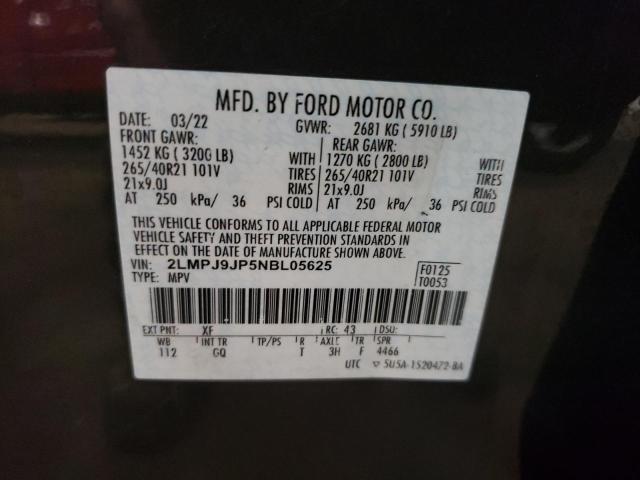 MFD. BY FORD MOTOR CO.
DATE: 03/22 GVWR: 2681 KG ( 5910 LB)
FRONT GAWR: REAR GAWR:
1452 KG ( 3200 LB) WITH 1270 KG ( 2800 LB) WITH
265/40R21 101V TIRES 265/40R21 101V TIRES
21x9.0J RIMS 21x9.0J RIMS
AT 250 kPa/ 36 PSI COLD AT 250 kPa/ 36 PSI COLD
THIS VEHICLE CONFORMS TO ALL APPLICABLE FEDERAL MOTOR
VEHICLE SAFETY AND THEFT PREVENTION STANDARDS IN
EFFECT ON THE DATE OF MANUFACTURE SHOWN ABOVE.
VIN: 2LMPJ9JP5NBL05625 F0125
TYPE: MPV T0053
EXT PNT: XF RC: 43 DSO:
WB INT TR TP/PS R AXLE TR SPR
112 GQ T 3H F 4466
UTC 5U5A-1520472-BA